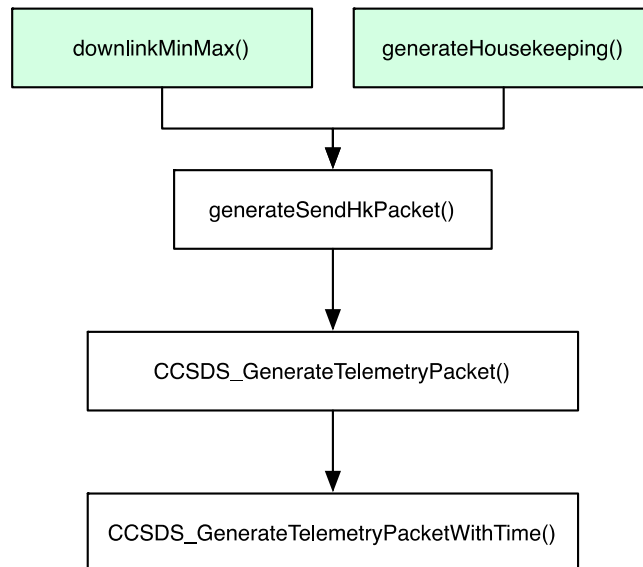 downlinkMinMax()
generateHousekeeping()
generateSendHkPacket()
CCSDS_GenerateTelemetryPacket()
CCSDS_GenerateTelemetryPacketWithTime()